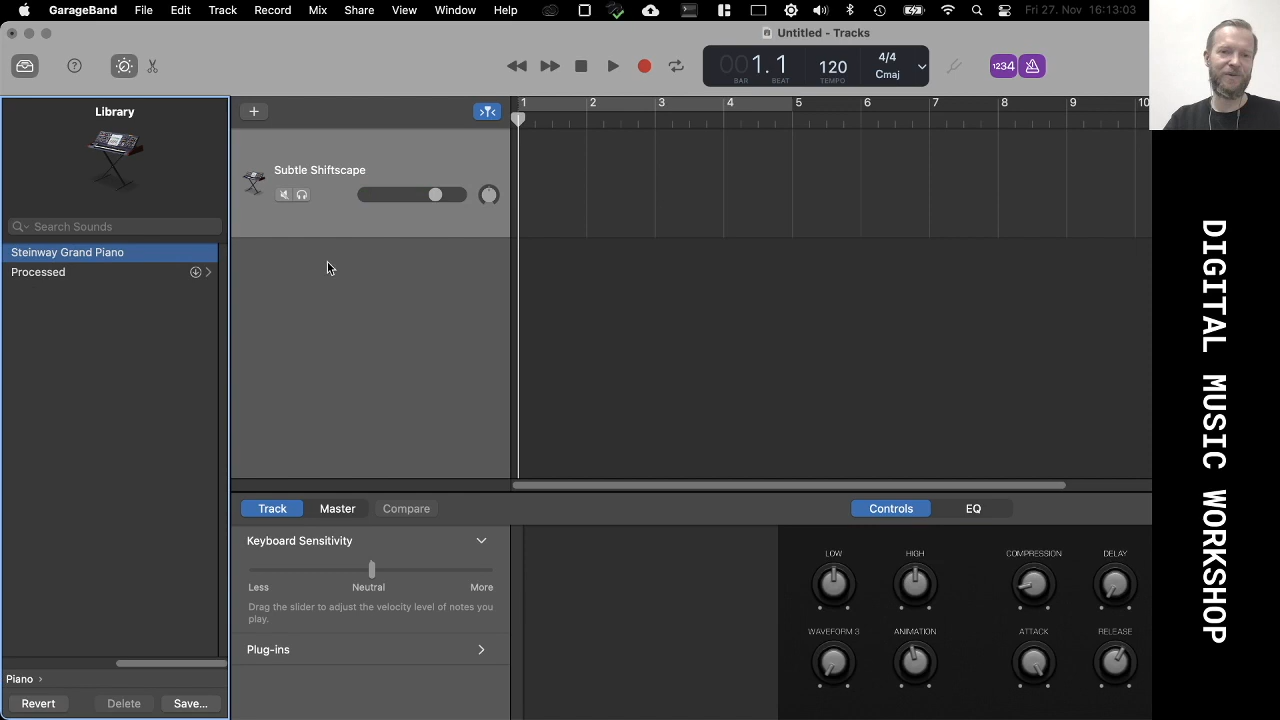 GarageBand File Edit Track Record Mix Share View Window Help Fri 27. Nov 16:13:03
Untitled - Tracks
001.1
BAR BEAT
120
TEMPO
4/4
Cmaj
1234
Library
Search Sounds
Steinway Grand Piano
Processed
Piano
Revert Delete Save...
1 2 3 4 5 6 7 8 9 10
Subtle Shiftscape
Track Master Compare
Controls EQ
Keyboard Sensitivity
Less Neutral More
Drag the slider to adjust the velocity level of notes you
play.
Plug-ins
LOW HIGH COMPRESSION DELAY
WAVEFORM 3 ANIMATION ATTACK RELEASE
DIGITAL MUSIC WORKSHOP